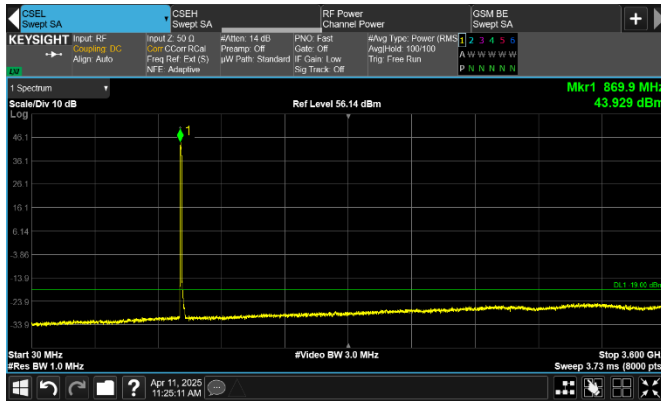 CSEL
Swept SA
CSEH
Swept SA
RF Power
Channel Power
GSM BE
Swept SA
KEYSIGHT
Input: RF
Coupling: DC
Align: Auto
Input Z: 50 Ω
Corr CCorr RCal
Freq Ref: Ext (S)
NFE: Adaptive
#Atten: 14 dB
Preamp: Off
µW Path: Standard
PNO: Fast
Gate: Off
IF Gain: Low
Sig Track: Off
#Avg Type: Power (RMS
Avg|Hold: 100/100
Trig: Free Run
1 2 3 4 5 6
A W W W W W
P N N N N N
1 Spectrum
Mkr1 869.9 MHz
Scale/Div 10 dB
Ref Level 56.14 dBm
43.929 dBm
Log
1
46.1
36.1
26.1
16.1
6.14
-3.86
-13.9
DL1 -19.00 dBm
-23.9
-33.9
Start 30 MHz
#Video BW 3.0 MHz
Stop 3.600 GH
#Res BW 1.0 MHz
Sweep 3.73 ms (8000 pts
?
Apr 11, 2025
11:25:11 AM